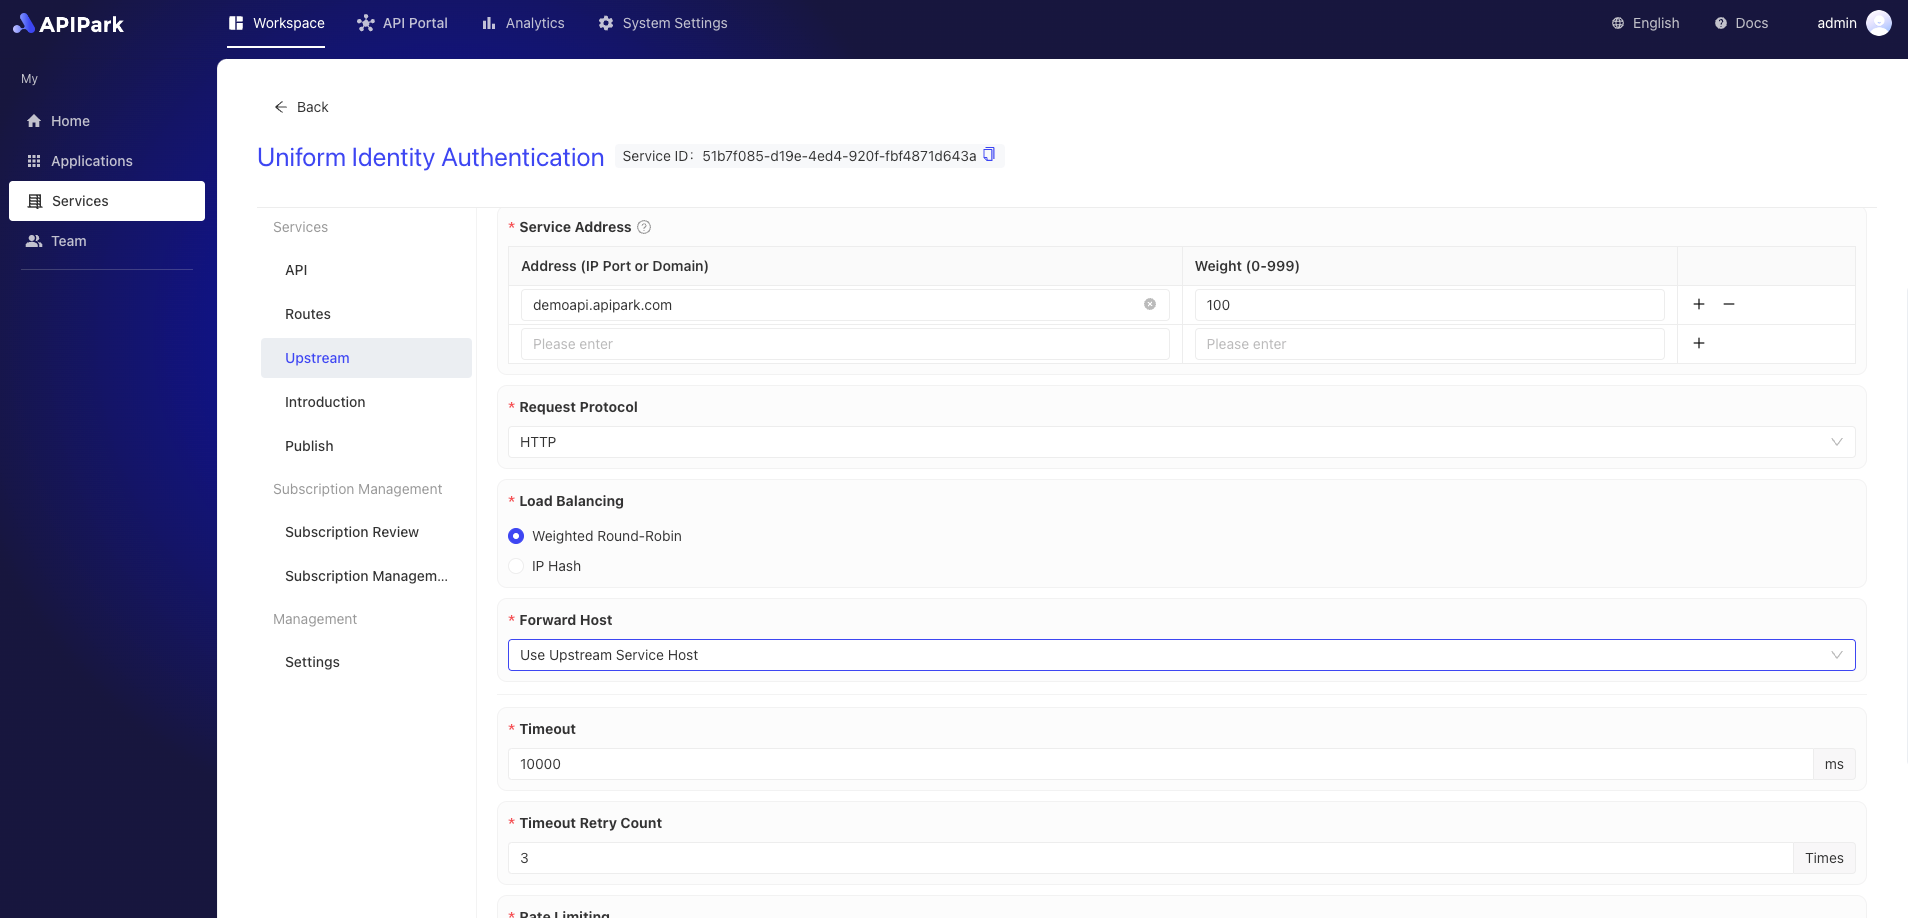 APIPark
Workspace
API Portal
Analytics
System Settings
English
Docs
admin
My
Home
Applications
Services
Team
Back
Uniform Identity Authentication
Service ID: 51b7f085-d19e-4ed4-920f-fbf4871d643a
Services
API
Routes
Upstream
Introduction
Publish
Subscription Management
Subscription Review
Subscription Managem...
Management
Settings
* Service Address ?
Address (IP Port or Domain)
Weight (0-999)
demoapi.apipark.com
100
Please enter
Please enter
* Request Protocol
HTTP
* Load Balancing
Weighted Round-Robin
IP Hash
* Forward Host
Use Upstream Service Host
* Timeout
10000
ms
* Timeout Retry Count
3
Times
* Rate Limiting